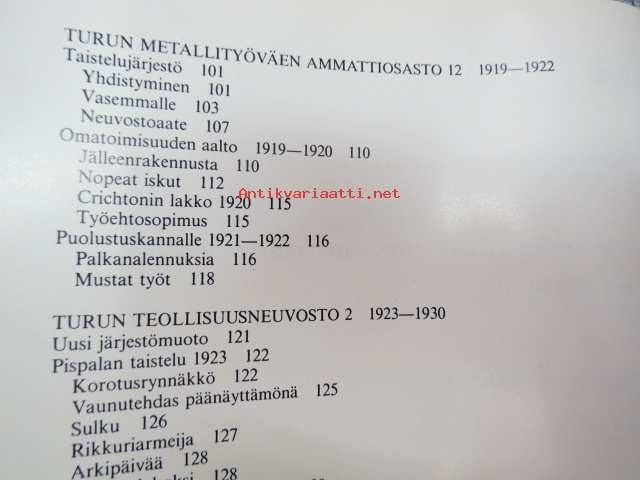 TURUN METALLITYÖVÄEN AMMATTIOSASTO 12 1919—1922
Taistelujärjestö 101
Yhdistyminen 101
Vasemmalle 103
Neuvostoaate 107
Omatoimisuuden aalto 1919—1920 110
Jälleenrakennusta 110
Nopeat iskut 112
Antikvariaatti.net
Crichtonin lakko 1920 115
Työehtosopimus 115
Puolustuskannalle 1921—1922 116
Palkanalennuksia 116
Mustat työt 118
TURUN TEOLLISUUSNEUVOSTO 2 1923—1930
Uusi järjestömuoto 121
Pispalan taistelu 1923 122
Korotusrynnäkkö 122
Vaunutehdas päänäyttämönä 125
Sulku 126
Rikkuriarmeija 127
Arkipäivää 128
128